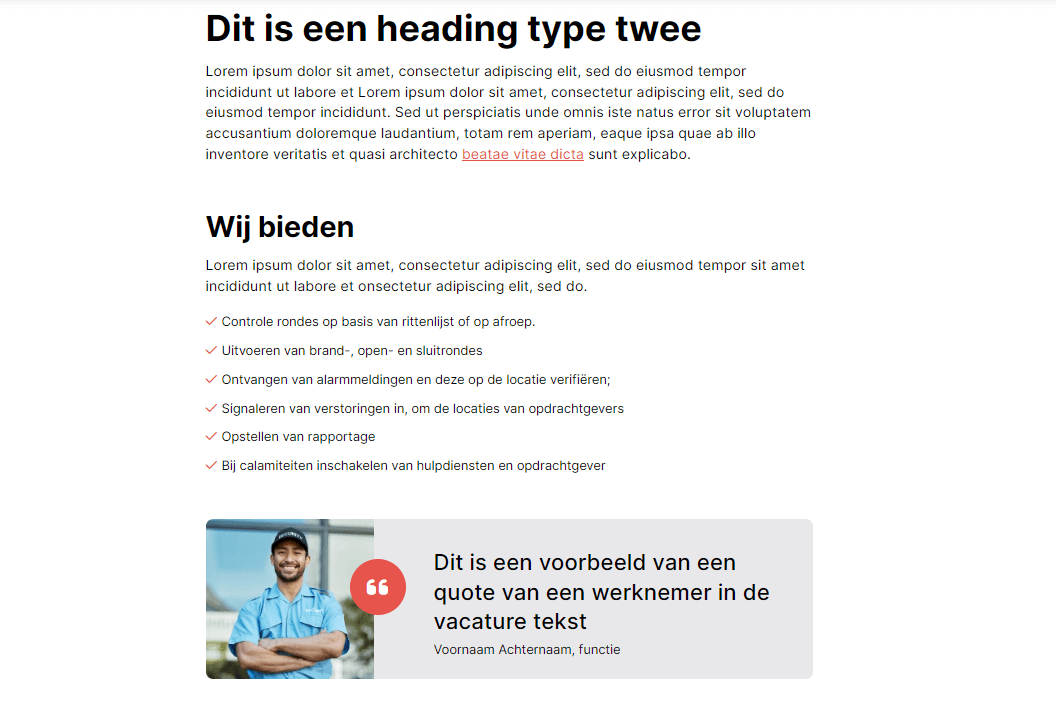 Dit is een heading type twee
Lorem ipsum dolor sit amet, consectetur adipiscing elit, sed do eiusmod tempor
incididunt ut labore et Lorem ipsum dolor sit amet, consectetur adipiscing elit, sed do
eiusmod tempor incididunt. Sed ut perspiciatis unde omnis iste natus error sit voluptatem
accusantium doloremque laudantium, totam rem aperiam, eaque ipsa quae ab illo
inventore veritatis et quasi architecto beatae vitae dicta sunt explicabo.
Wij bieden
Lorem ipsum dolor sit amet, consectetur adipiscing elit, sed do eiusmod tempor sit amet
incididunt ut labore et onsectetur adipiscing elit, sed do.
Controle rondes op basis van rittenlijst of op afroep.
Uitvoeren van brand-, open- en sluitrondes
Ontvangen van alarmmeldingen en deze op de locatie verifiëren;
Signaleren van verstoringen in, om de locaties van opdrachtgevers
Opstellen van rapportage
Bij calamiteiten inschakelen van hulpdiensten en opdrachtgever
SECURITY
Dit is een voorbeeld van een
quote van een werknemer in de
vacature tekst
Voornaam Achternaam, functie